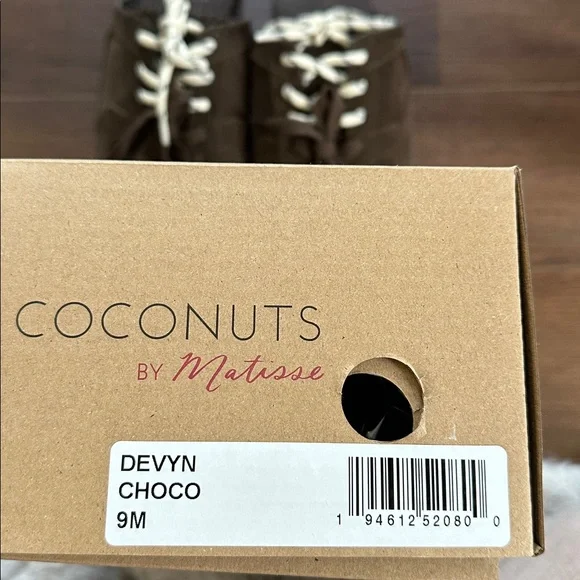 COCONUTS
BY Matisse
DEVYN
CHOCO
9M
1 94612 52080 0